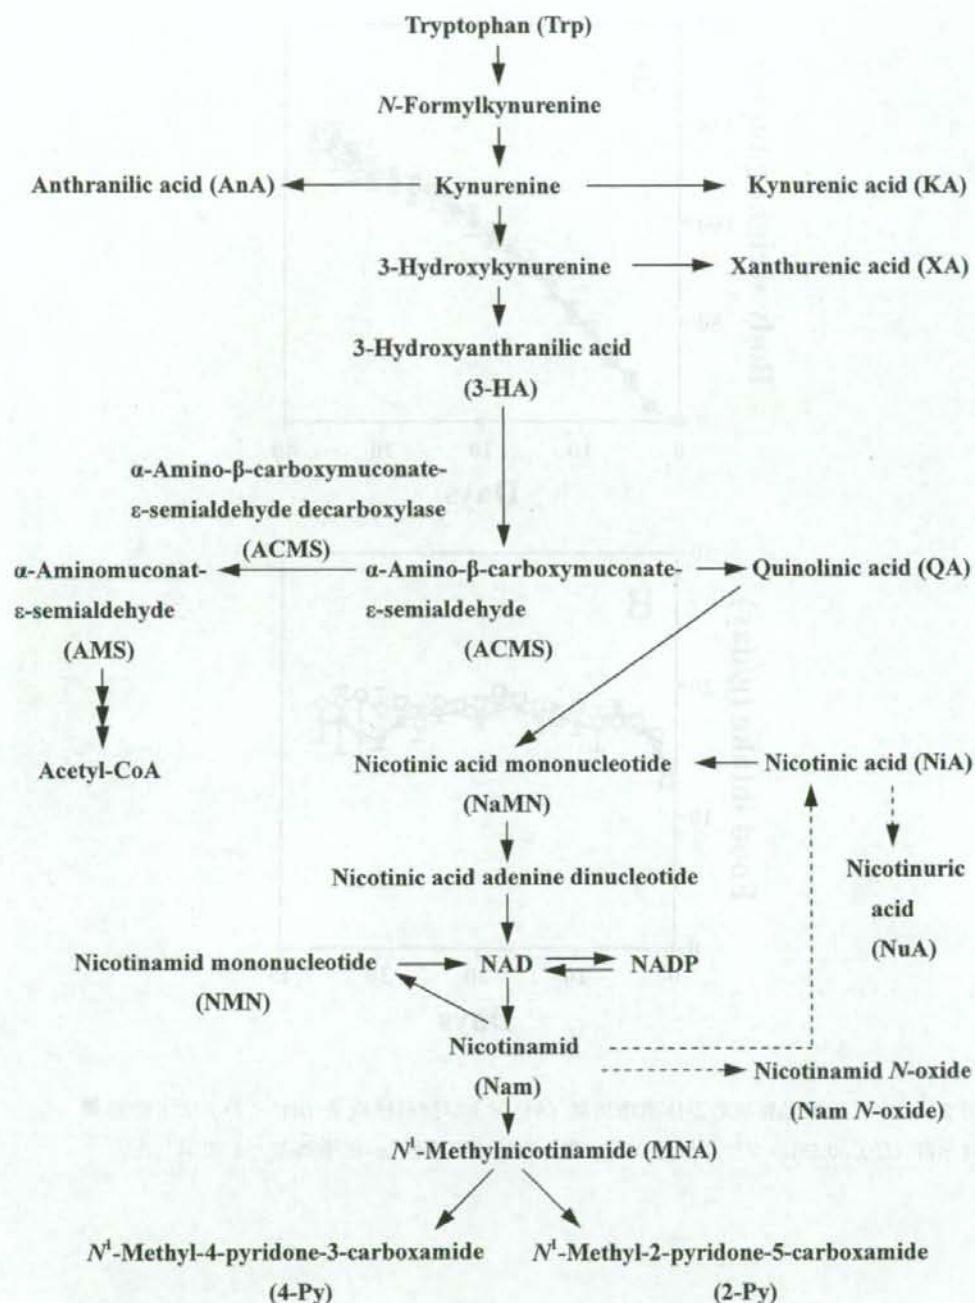 Tryptophan (Trp)
N-Formylkynurenine
Anthranilic acid (AnA)
Kynurenine
Kynurenic acid (KA)
3-Hydroxykynurenine
Xanthurenic acid (XA)
3-Hydroxyanthranilic acid
(3-HA)
α-Amino-β-carboxymuconate-
ε-semialdehyde decarboxylase
(ACMS)
α-Aminomuconat-
ε-semialdehyde
(AMS)
α-Amino-β-carboxymuconate-
ε-semialdehyde
(ACMS)
Quinolinic acid (QA)
Acetyl-CoA
Nicotinic acid mononucleotide
(NaMN)
Nicotinic acid (NiA)
Nicotinic acid adenine dinucleotide
Nicotinuric
acid
(NuA)
Nicotinamid mononucleotide
(NMN)
NAD
NADP
Nicotinamid
(Nam)
Nicotinamid N-oxide
(Nam N-oxide)
N¹-Methylnicotinamide (MNA)
N¹-Methyl-4-pyridone-3-carboxamide
(4-Py)
N¹-Methyl-2-pyridone-5-carboxamide
(2-Py)